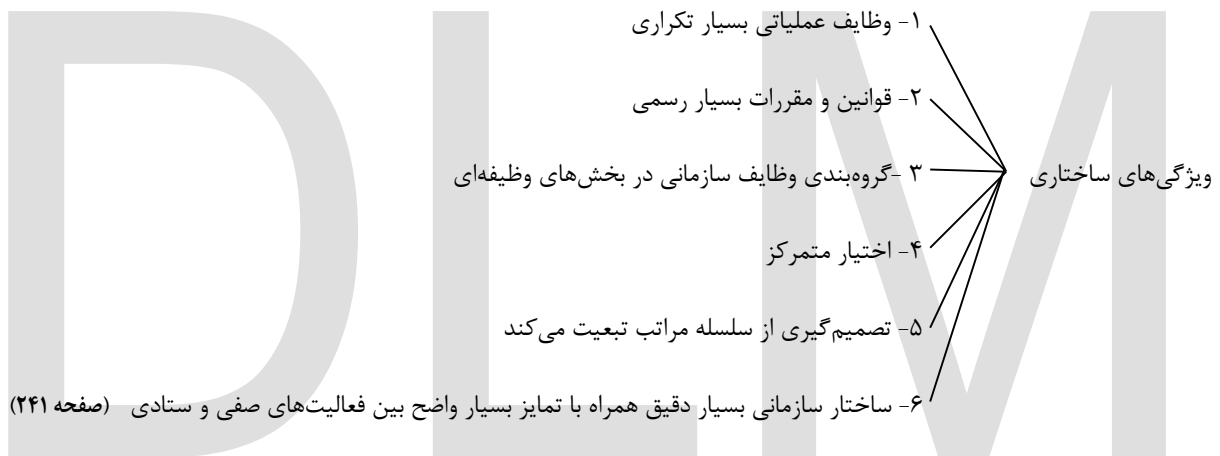 ۱- وظایف عملیاتی بسیار تکراری
۲- قوانین و مقررات بسیار رسمی
ویژگی‌های ساختاری
۳ -گروه‌بندی وظایف سازمانی در بخش‌های وظیفه‌ای
۴- اختیار متمرکز
۵- تصمیم‌گیری از سلسله مراتب تبعیت می‌کند
۶- ساختار سازمانی بسیار دقیق همراه با تمایز بسیار واضح بین فعالیت‌های صفی و ستادی (صفحه ۲۴۱)
DLM